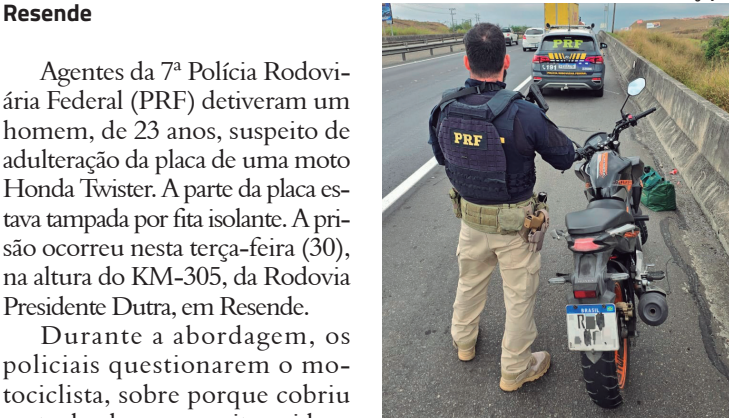 Resende
Agentes da 7ª Polícia Rodovi-
ária Federal (PRF) detiveram um
homem, de 23 anos, suspeito de
adulteração da placa de uma moto
Honda Twister. A parte da placa es-
tava tampada por fita isolante. A pri-
são ocorreu nesta terça-feira (30),
na altura do KM-305, da Rodovia
Presidente Dutra, em Resende.
Durante a abordagem, os
policiais questionarem o mo-
tociclista, sobre porque cobriu
PRF
191
PRF
BRASIL